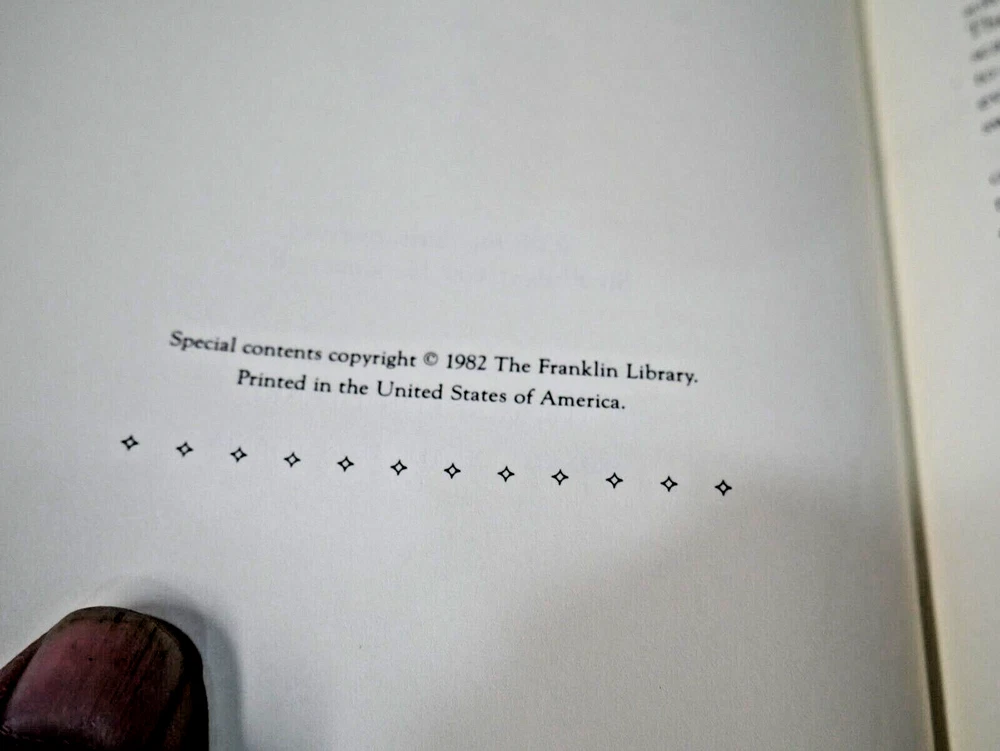 Special contents copyright © 1982 The Franklin Library.
Printed in the United States of America.